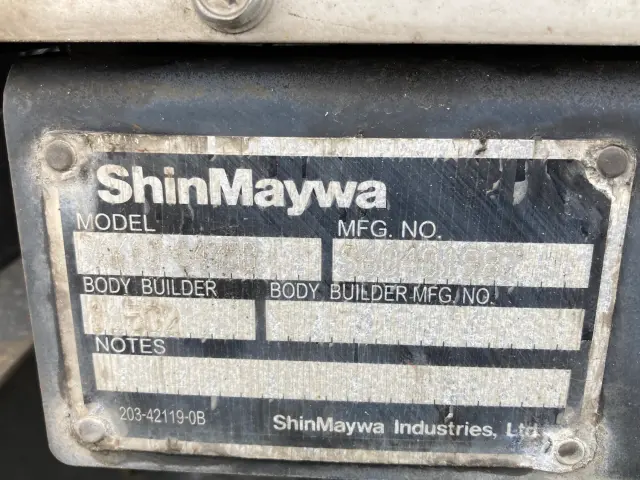 ShinMaywa
MODEL MFG. NO.
BODY BUILDER BODY BUILDER MFG. NO.
NOTES
203-42119-0B ShinMaywa Industries, Ltd.